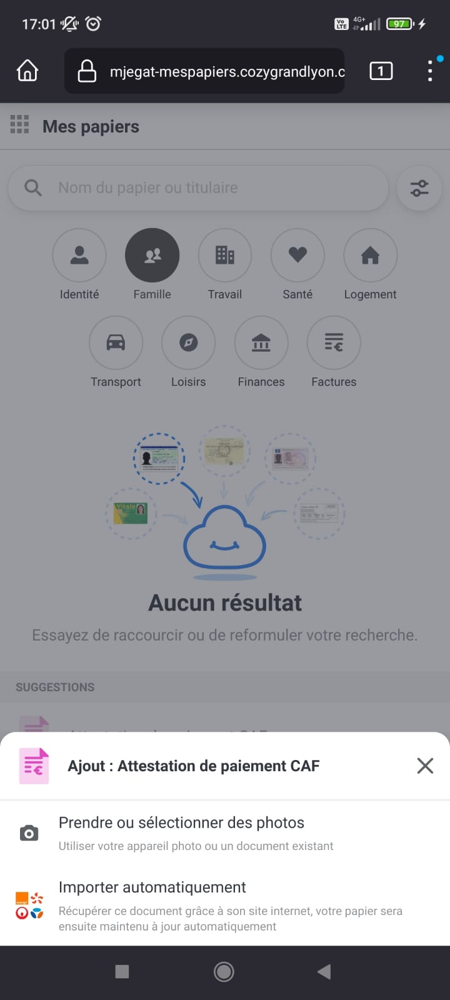 17:01
Vo LTE 4G+ 97
mjegat-mespapiers.cozygrandlyon.c
1
Mes papiers
Nom du papier ou titulaire
Identité Famille Travail Santé Logement
Transport Loisirs Finances Factures
Vitale
Aucun résultat
Essayez de raccourcir ou de reformuler votre recherche.
SUGGESTIONS
Ajout : Attestation de paiement CAF
Prendre ou sélectionner des photos
Utiliser votre appareil photo ou un document existant
Importer automatiquement
Récupérer ce document grâce à son site internet, votre papier sera
ensuite maintenu à jour automatiquement